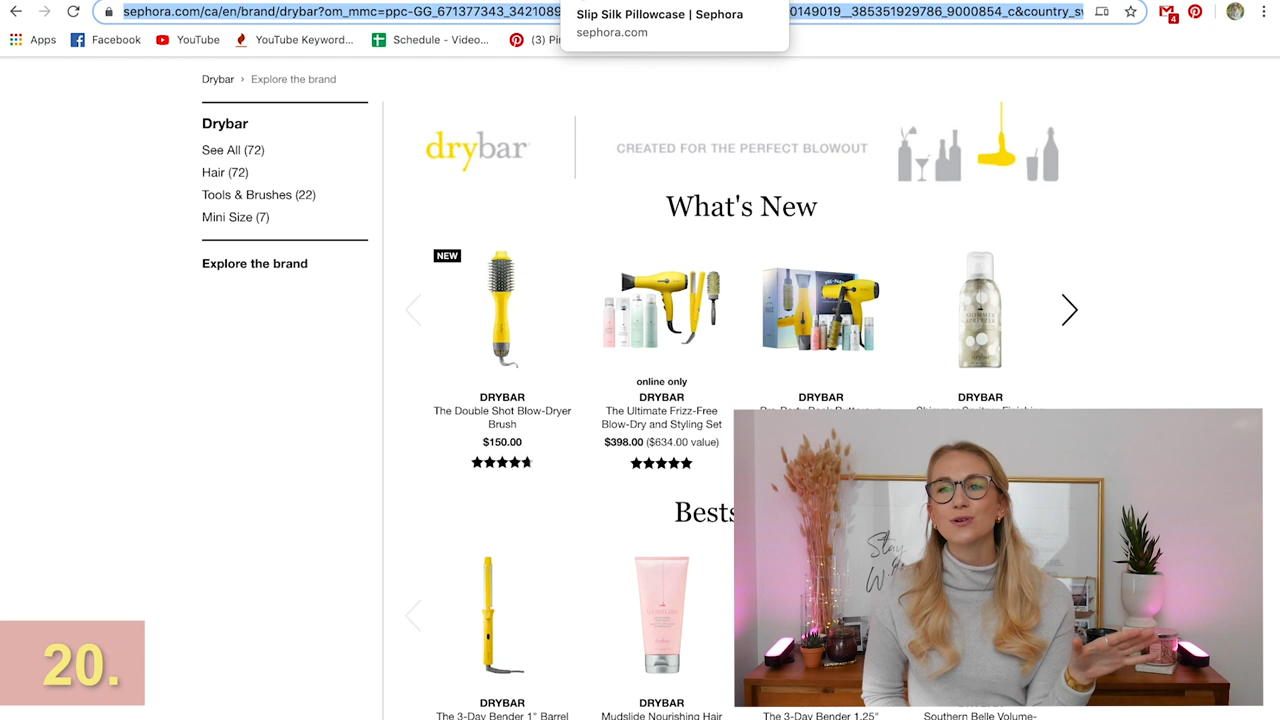 sephora.com/ca/en/brand/drybar?om_mmc=ppc-GG_671377343_3421089
0149019__385351929786_9000854_c&country_sv
Slip Silk Pillowcase | Sephora
sephora.com
4
Apps
Facebook
YouTube
YouTube Keyword...
Schedule - Video...
(3) Pi
Drybar › Explore the brand
Drybar
See All (72)
Hair (72)
Tools & Brushes (22)
Mini Size (7)
Explore the brand
drybar
CREATED FOR THE PERFECT BLOWOUT
What's New
NEW
DRYBAR
The Double Shot Blow-Dryer
Brush
$150.00
online only
DRYBAR
The Ultimate Frizz-Free
Blow-Dry and Styling Set
$398.00 ($634.00 value)
DRYBAR
DRYBAR
Bests
DRYBAR
The 3-Day Bender 1" Barrel
DRYBAR
Mudslide Nourishing Hair
The 3-Day Bender 1.25"
Southern Belle Volume-
Stay
20.